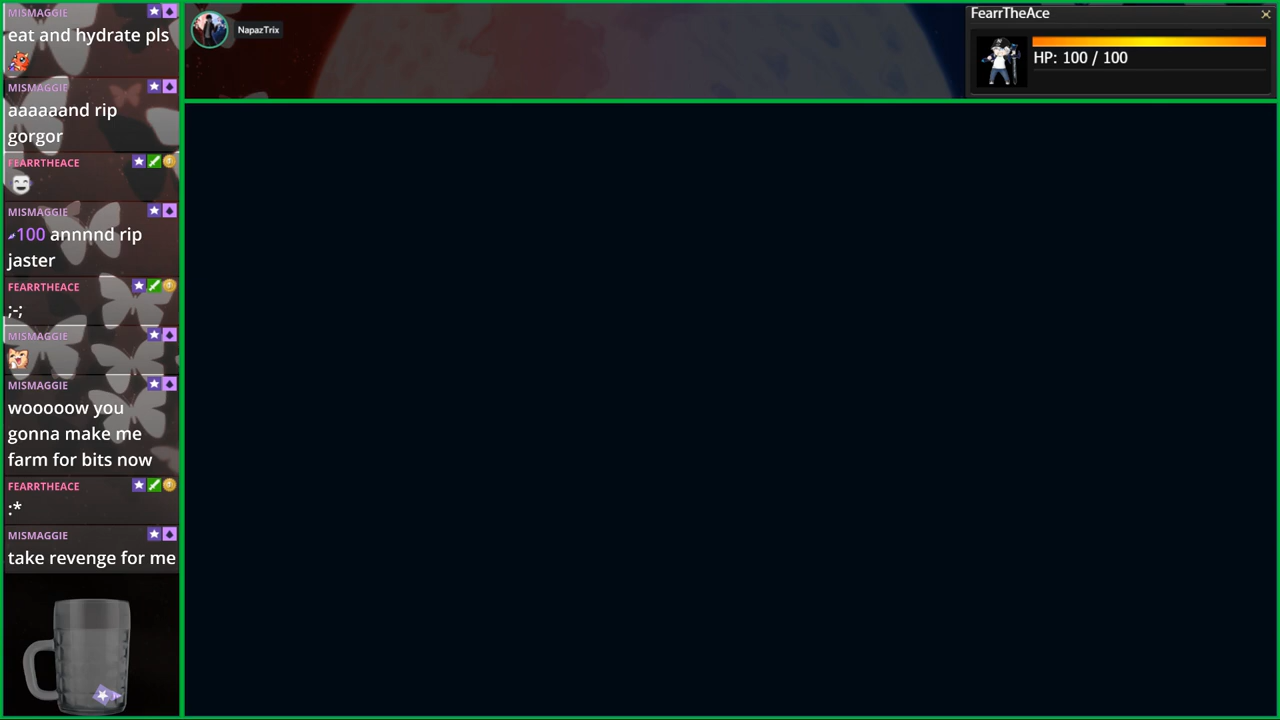 MISMAGGIE
eat and hydrate pls
MISMAGGIE
aaaaaand rip
gorgor
FEARRTHEACE
MISMAGGIE
100 annnnd rip
jaster
FEARRTHEACE
;-;
MISMAGGIE
MISMAGGIE
wooooow you
gonna make me
farm for bits now
FEARRTHEACE
:*
MISMAGGIE
take revenge for me
NapazTrix
FearrTheAce
HP: 100 / 100